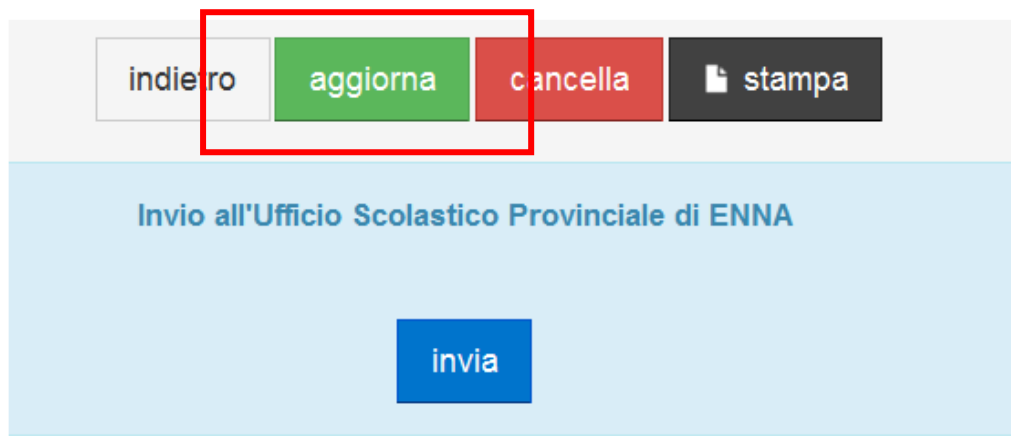 indietro aggiorna cancella stampa
Invio all'Ufficio Scolastico Provinciale di ENNA
invia